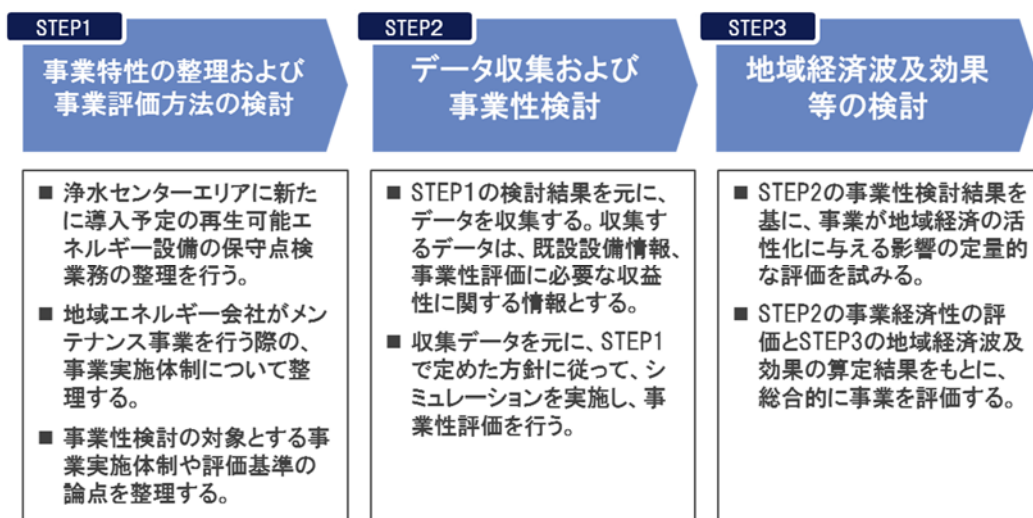 STEP1
事業特性の整理および
事業評価方法の検討
■ 浄水センターエリアに新た
に導入予定の再生可能エ
ネルギー設備の保守点検
業務の整理を行う。
■ 地域エネルギー会社がメン
テナンス事業を行う際の、
事業実施体制について整
理する。
■ 事業性検討の対象とする事
業実施体制や評価基準の
論点を整理する。
STEP2
データ収集および
事業性検討
■ STEP1の検討結果を元に、
データを収集する。収集す
るデータは、既設設備情報、
事業性評価に必要な収益
性に関する情報とする。
■ 収集データを元に、STEP1
で定めた方針に従って、シ
ミュレーションを実施し、事
業性評価を行う。
STEP3
地域経済波及効果
等の検討
■ STEP2の事業性検討結果を
基に、事業が地域経済の活
性化に与える影響の定量的
な評価を試みる。
■ STEP2の事業経済性の評
価とSTEP3の地域経済波及
効果の算定結果をもとに、
総合的に事業を評価する。